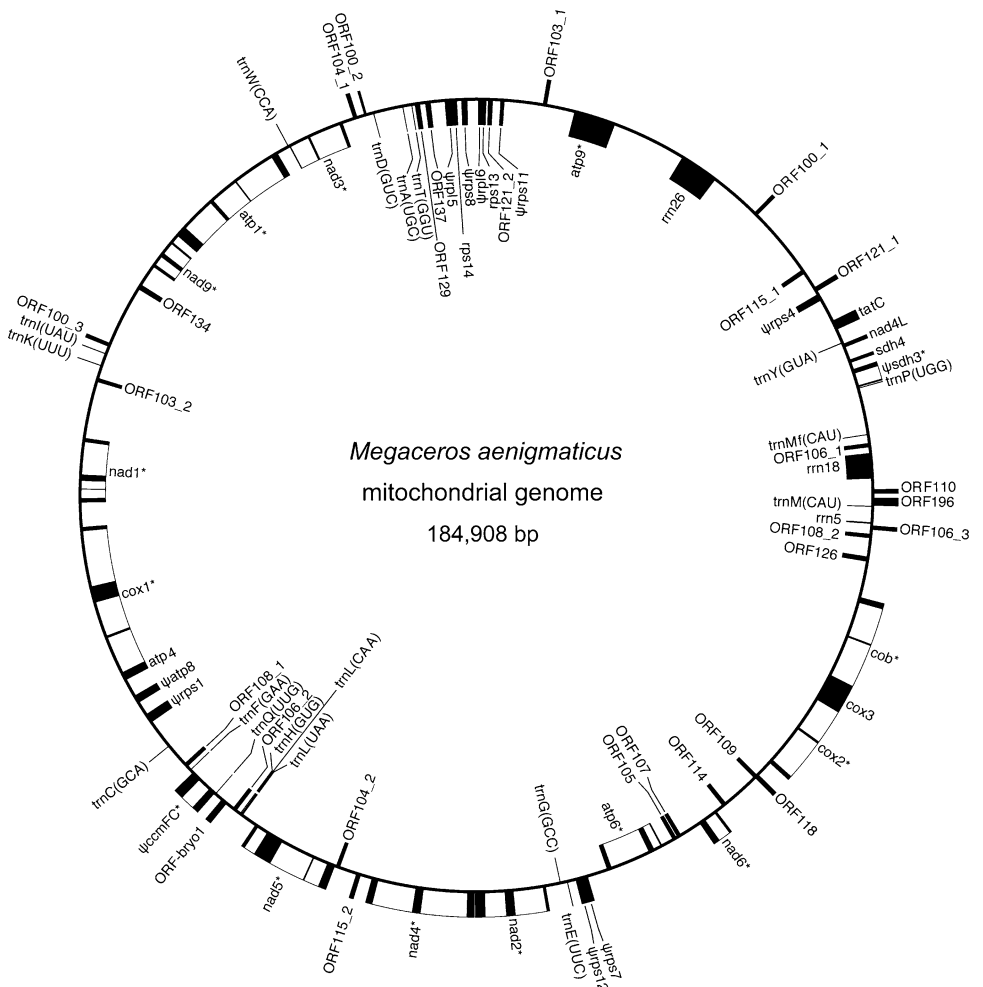 Megaceros aenigmaticus
mitochondrial genome
184,908 bp
ORF103_1
atp9*
rrn26
ORF100_1
ORF115_1
ORF121_1
ψrps4
tatC
nad4L
sdh4
ψsdh3*
trnP(UGG)
trnY(GUA)
trnMf(CAU)
ORF106_1
rrn18
ORF110
ORF196
trnM(CAU)
rrn5
ORF106_3
ORF108_2
ORF126
cob*
cox3
cox2*
ORF109
ORF118
ORF114
nad6*
ORF107
ORF105
atp6*
trnG(GCC)
ψrps7
ψrps12
trnE(UUC)
nad2*
nad4*
ORF115_2
ORF104_2
nad5*
trnL(CAA)
trnL(UAA)
trnH(GUG)
ORF106_2
trnQ(UUG)
trnF(GAA)
ORF108_1
ORF-bryo1
ψccmFC*
trnC(GCA)
ψrps1
ψatp8
atp4
cox1*
nad1*
ORF103_2
trnK(UUU)
trnI(UAU)
ORF100_3
ORF134
nad9*
atp1*
trnW(CCA)
nad3*
ORF104_1
ORF100_2
trnD(GUC)
trnA(UGC)
trnT(GGU)
ORF137
ORF129
ψrpl5
rps14
ψrps8
ψrpl6
rps13
ORF121_2
ψrps11